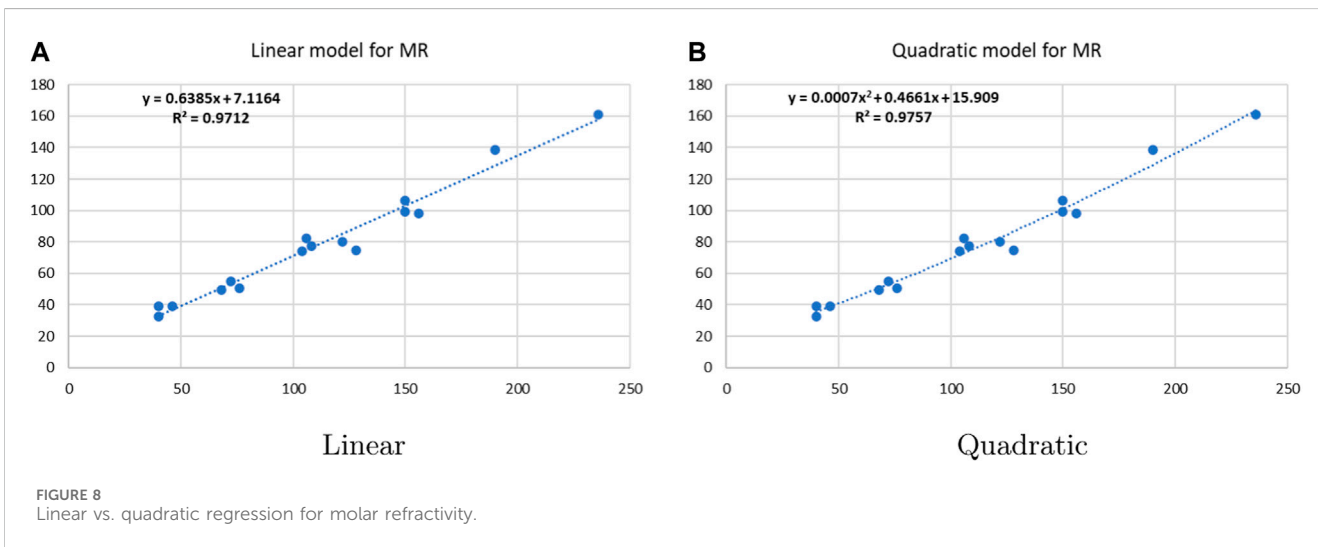 A
Linear model for MR
y = 0.6385x+7.1164
R² = 0.9712
180
160
140
120
100
80
60
40
20
0
0 50 100 150 200 250
Linear
B
Quadratic model for MR
y = 0.0007x²+0.4661x+15.909
R² = 0.9757
180
160
140
120
100
80
60
40
20
0
0 50 100 150 200 250
Quadratic
FIGURE 8
Linear vs. quadratic regression for molar refractivity.